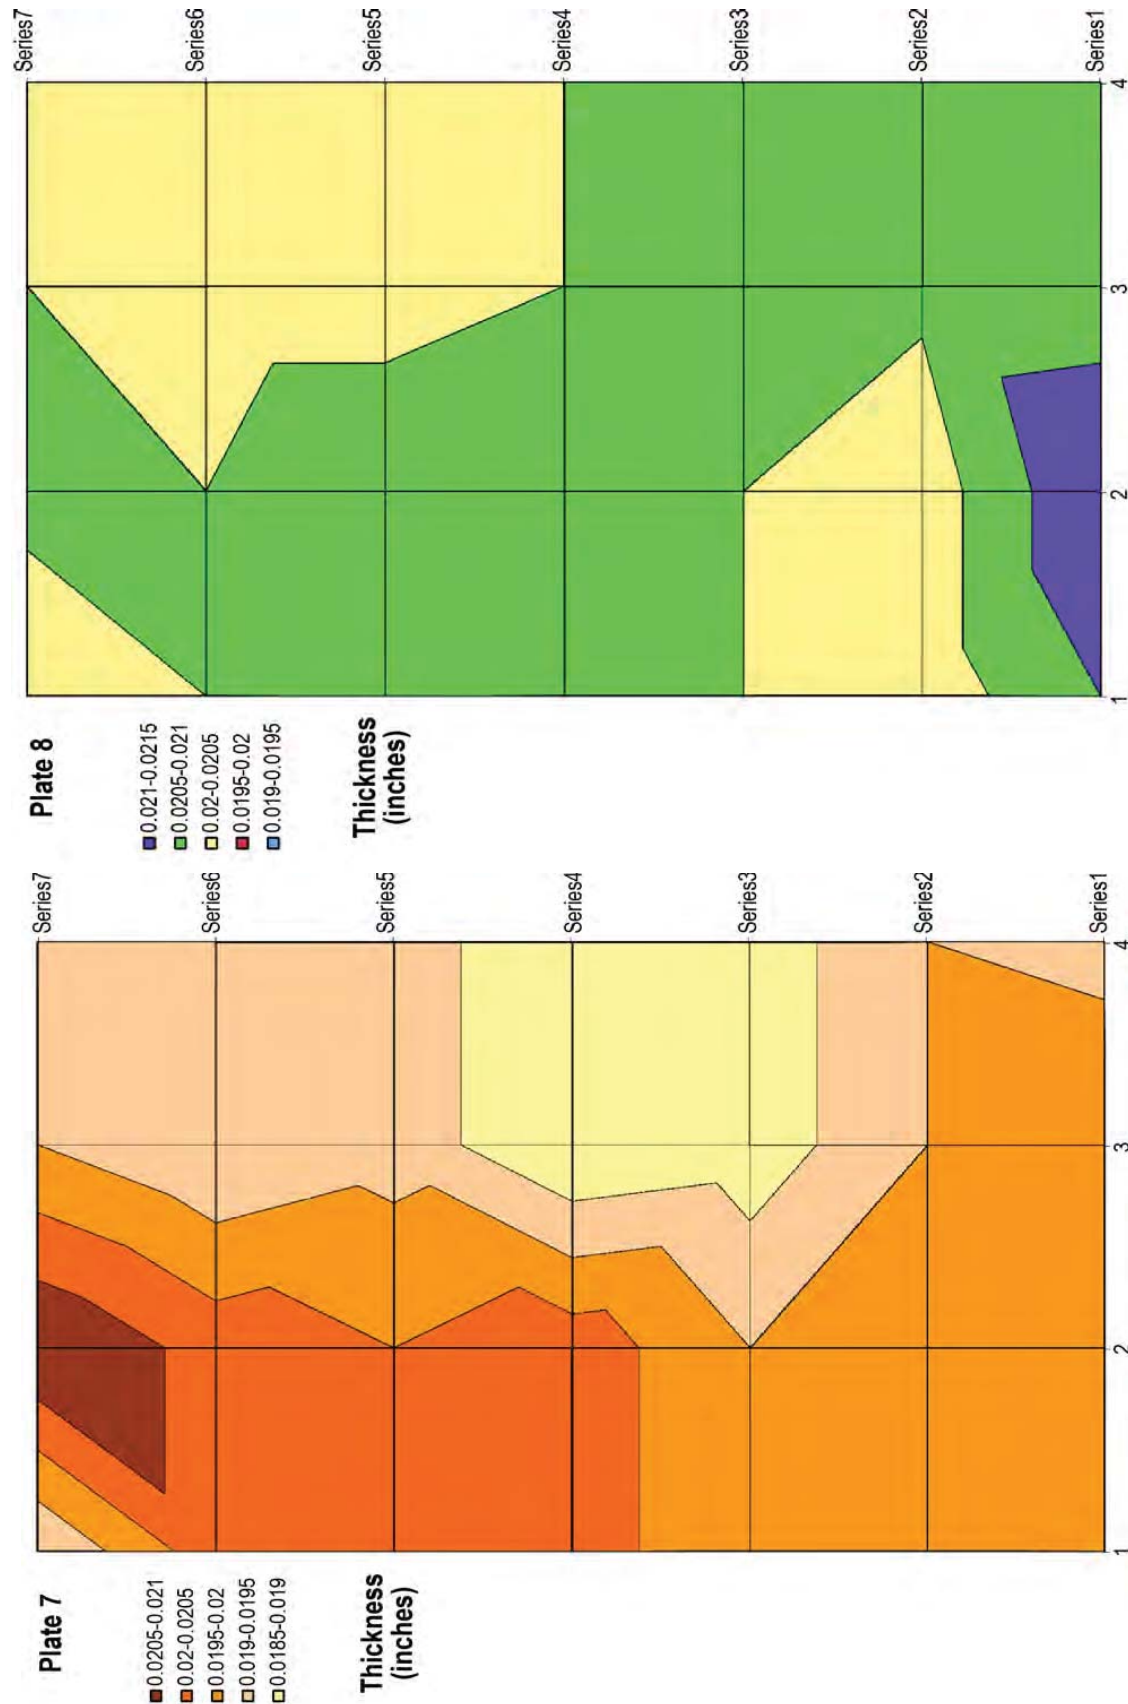 Plate 7
0.0205-0.021
0.02-0.0205
0.0195-0.02
0.019-0.0195
0.0185-0.019
Thickness
(inches)
Series7
Series6
Series5
Series4
Series3
Series2
Series1
1
2
3
4
Plate 8
0.021-0.0215
0.0205-0.021
0.02-0.0205
0.0195-0.02
0.019-0.0195
Thickness
(inches)
Series7
Series6
Series5
Series4
Series3
Series2
Series1
1
2
3
4